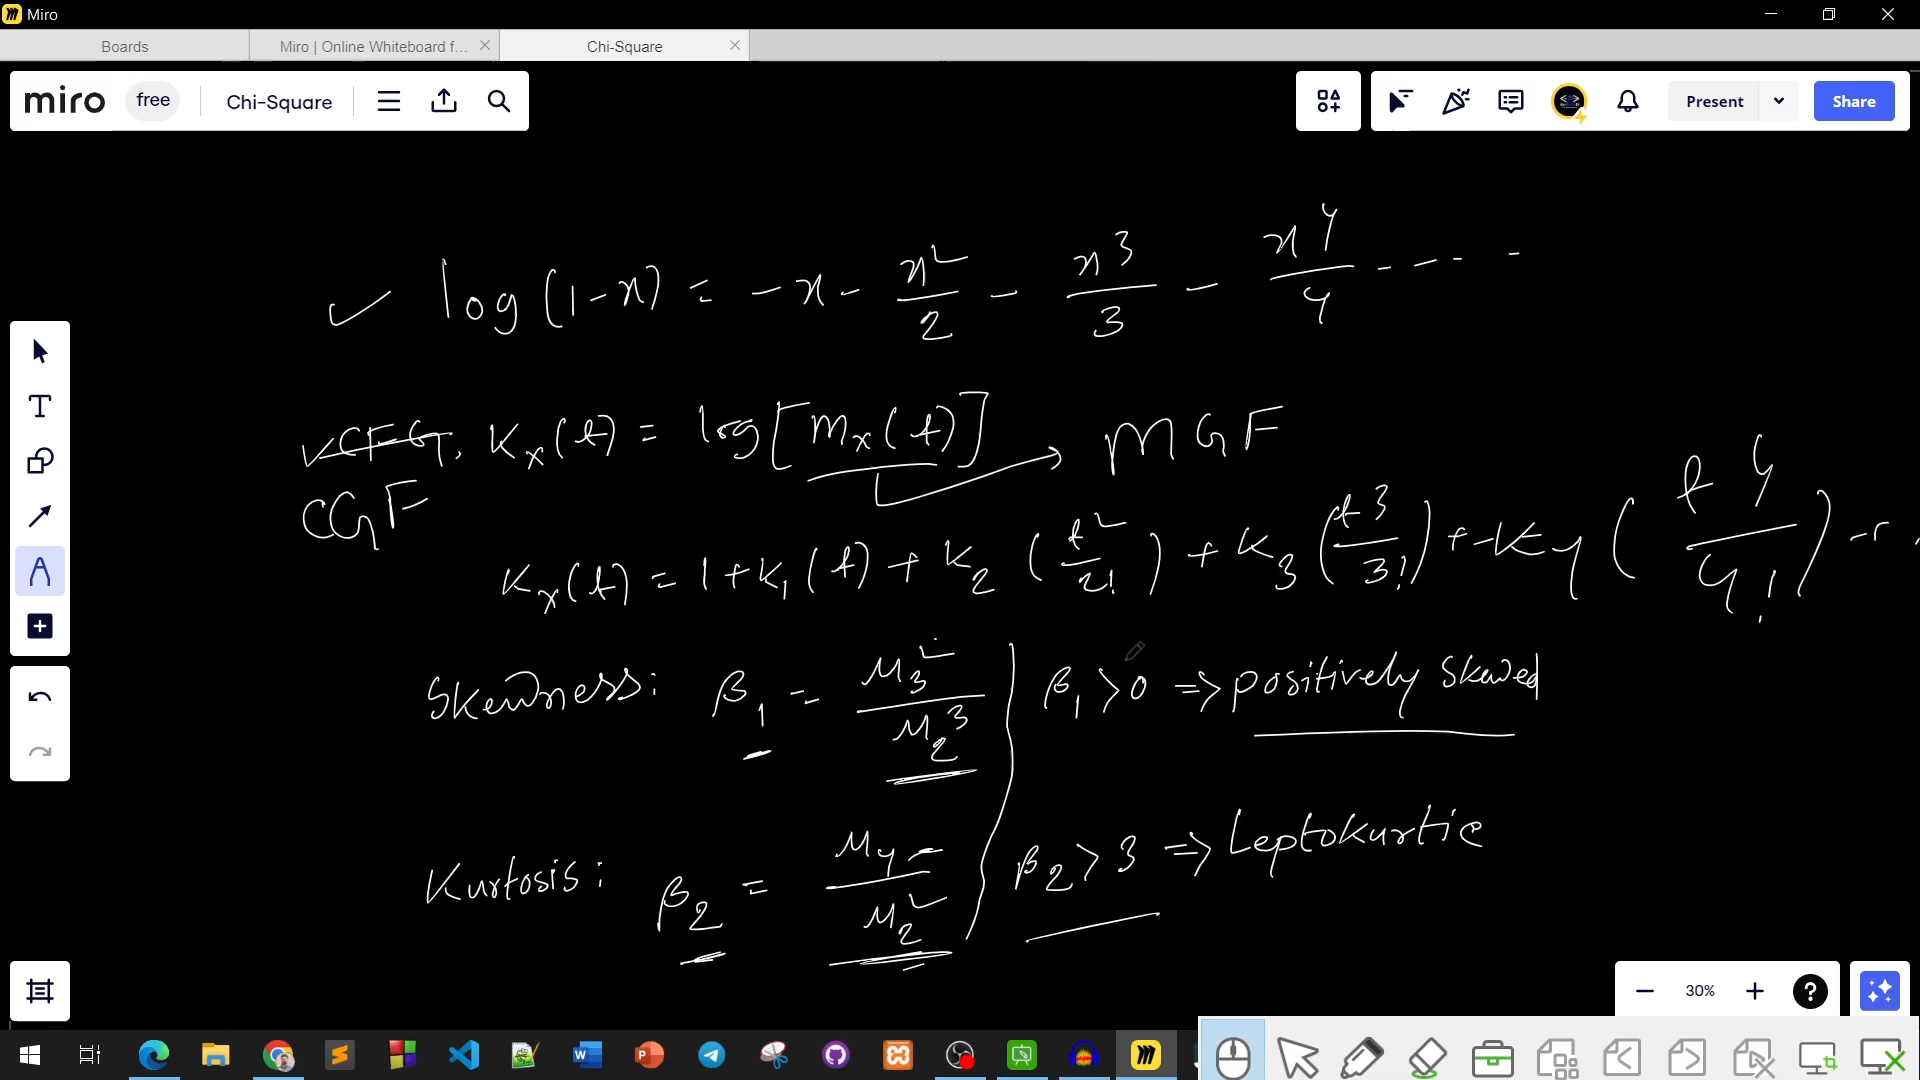 Miro
Boards
Miro | Online Whiteboard f...
Chi-Square
miro free Chi-Square
Present Share
log (1-x) = -x - x²/2 - x³/3 - x⁴/4 - - - -
CFG, Kx(t) = log[Mx(t)] → MGF
CGF
Kx(t) = 1 + K₁(t) + K₂(t²/2!) + K₃(t³/3!) + K₄(t⁴/4!) --
Skewness: β₁ = μ₃²/μ₂³ β₁>0 => positively skewed
Kurtosis: β₂ = μ₄/μ₂² β₂>3 => Leptokurtic
30%